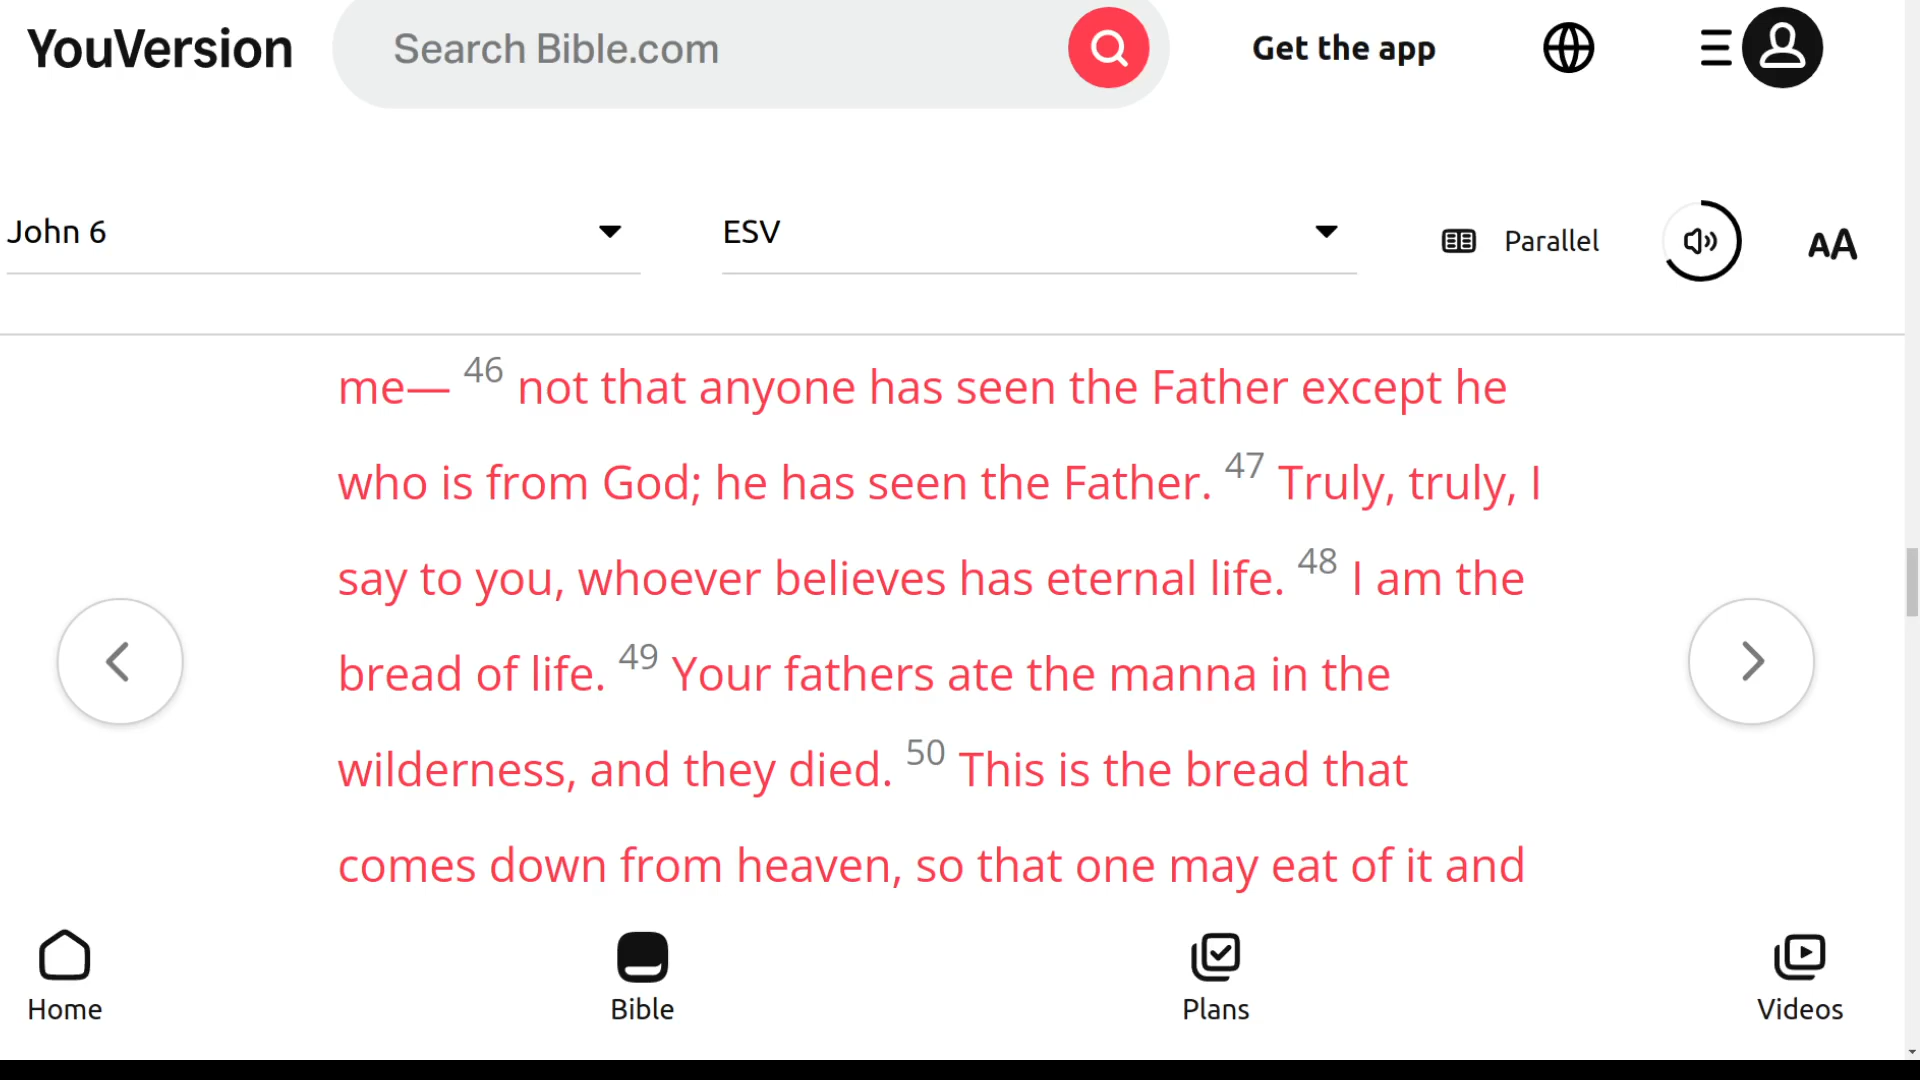 YouVersion Search Bible.com Get the app
John 6 ESV Parallel AA
me— 46 not that anyone has seen the Father except he
who is from God; he has seen the Father. 47 Truly, truly, I
say to you, whoever believes has eternal life. 48 I am the
bread of life. 49 Your fathers ate the manna in the
wilderness, and they died. 50 This is the bread that
comes down from heaven, so that one may eat of it and
Home Bible Plans Videos